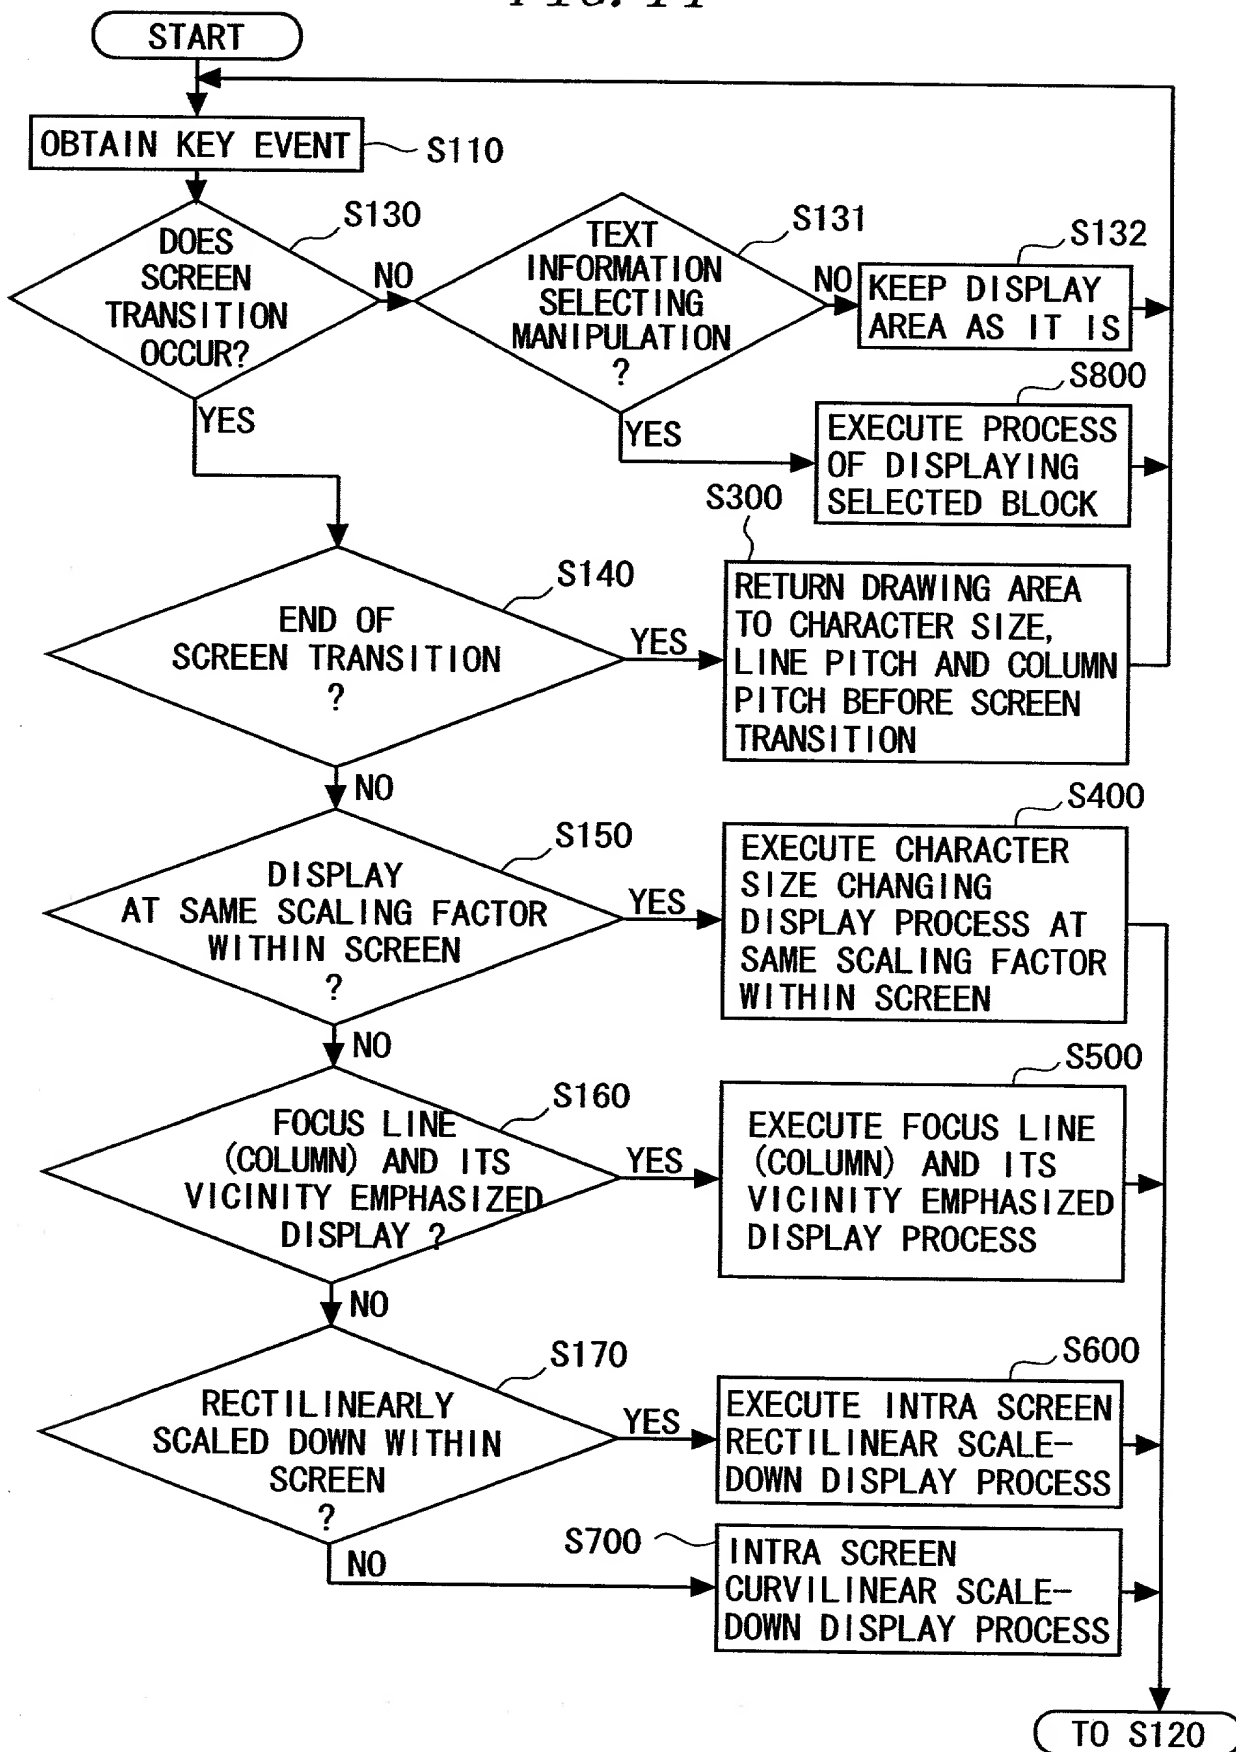 START
OBTAIN KEY EVENT
S110
S130
DOES
SCREEN
TRANSITION
OCCUR?
NO
YES
S131
TEXT
INFORMATION
SELECTING
MANIPULATION
?
NO
YES
S132
KEEP DISPLAY
AREA AS IT IS
S800
EXECUTE PROCESS
OF DISPLAYING
SELECTED BLOCK
S140
END OF
SCREEN TRANSITION
?
YES
NO
S300
RETURN DRAWING AREA
TO CHARACTER SIZE,
LINE PITCH AND COLUMN
PITCH BEFORE SCREEN
TRANSITION
S150
DISPLAY
AT SAME SCALING FACTOR
WITHIN SCREEN
?
YES
NO
S400
EXECUTE CHARACTER
SIZE CHANGING
DISPLAY PROCESS AT
SAME SCALING FACTOR
WITHIN SCREEN
S160
FOCUS LINE
(COLUMN) AND ITS
VICINITY EMPHASIZED
DISPLAY ?
YES
NO
S500
EXECUTE FOCUS LINE
(COLUMN) AND ITS
VICINITY EMPHASIZED
DISPLAY PROCESS
S170
RECTILINEARLY
SCALED DOWN WITHIN
SCREEN
?
YES
NO
S600
EXECUTE INTRA SCREEN
RECTILINEAR SCALE-
DOWN DISPLAY PROCESS
S700
INTRA SCREEN
CURVILINEAR SCALE-
DOWN DISPLAY PROCESS
TO S120